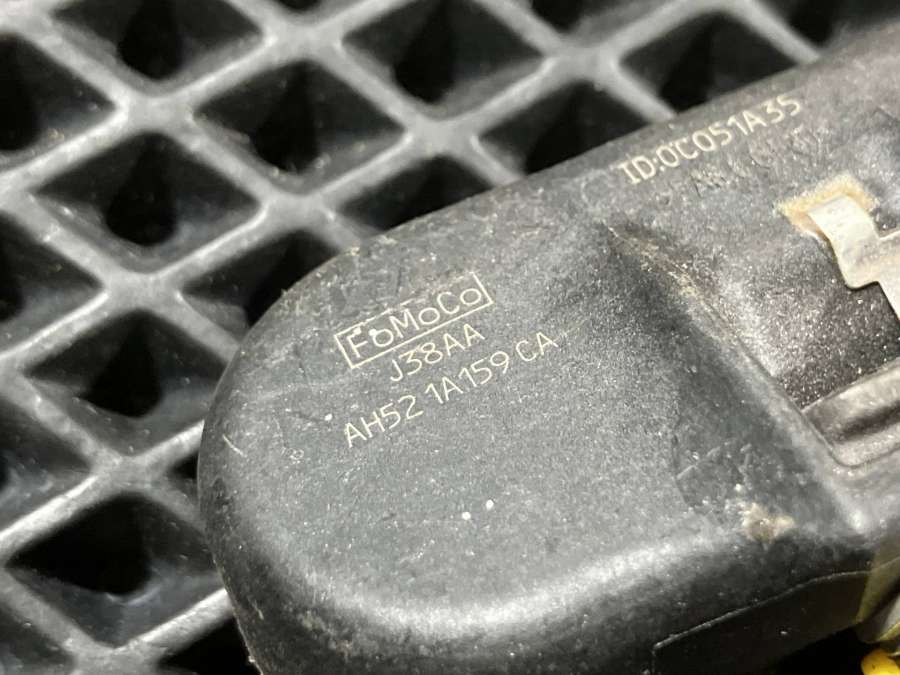 ID:0C051A35
FoMoCo
J38AA
AH52 1A159 CA